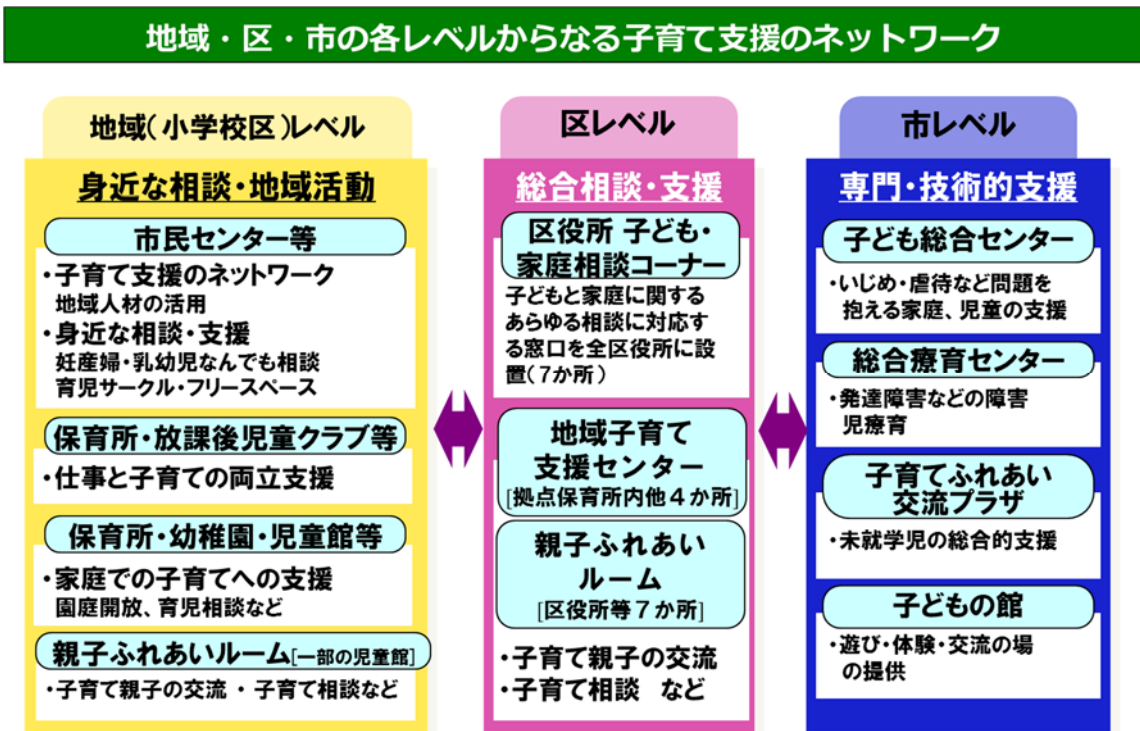 地域・区・市の各レベルからなる子育て支援のネットワーク
地域(小学校区)レベル
身近な相談・地域活動
市民センター等
・子育て支援のネットワーク
地域人材の活用
・身近な相談・支援
妊産婦・乳幼児なんでも相談
育児サークル・フリースペース
保育所・放課後児童クラブ等
・仕事と子育ての両立支援
保育所・幼稚園・児童館等
・家庭での子育てへの支援
園庭開放、育児相談など
親子ふれあいルーム[一部の児童館]
・子育て親子の交流 ・ 子育て相談など
区レベル
総合相談・支援
区役所 子ども・
家庭相談コーナー
子どもと家庭に関する
あらゆる相談に対応す
る窓口を全区役所に設
置(7か所)
地域子育て
支援センター
[拠点保育所内他4か所]
親子ふれあい
ルーム
[区役所等7か所]
・子育て親子の交流
・子育て相談 など
市レベル
専門・技術的支援
子ども総合センター
・いじめ・虐待など問題を
抱える家庭、児童の支援
総合療育センター
・発達障害などの障害
児療育
子育てふれあい
交流プラザ
・未就学児の総合的支援
子どもの館
・遊び・体験・交流の場
の提供